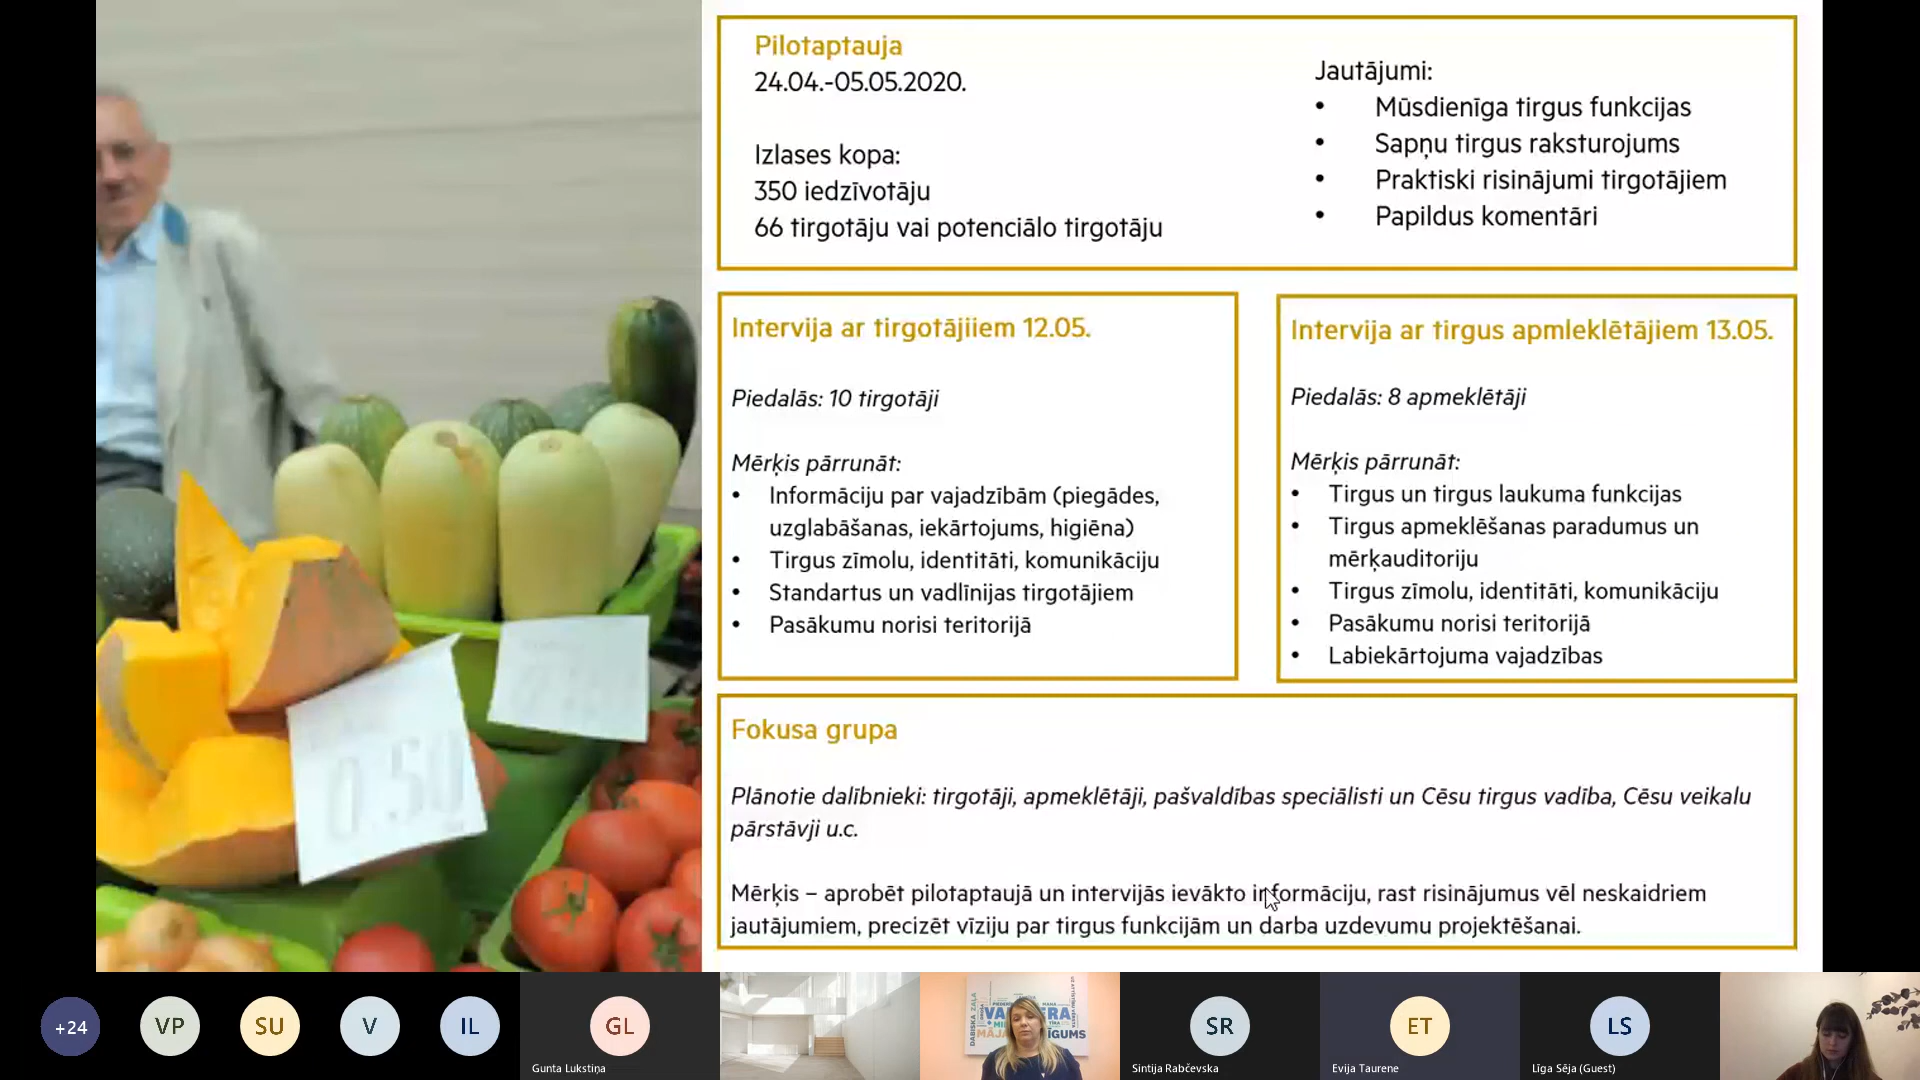 Pilotaptauja
24.04.-05.05.2020.
Izlases kopa:
350 iedzīvotāju
66 tirgotāju vai potenciālo tirgotāju
Jautājumi:
• Mūsdienīga tirgus funkcijas
• Sapņu tirgus raksturojums
• Praktiski risinājumi tirgotājiem
• Papildus komentāri
Intervija ar tirgotājiiem 12.05.
Piedalās: 10 tirgotāji
Mērķis pārrunāt:
• Informāciju par vajadzībām (piegādes,
uzglabāšanas, iekārtojums, higiēna)
• Tirgus zīmolu, identitāti, komunikāciju
• Standartus un vadlīnijas tirgotājiem
• Pasākumu norisi teritorijā
Intervija ar tirgus apmleklētājiem 13.05.
Piedalās: 8 apmeklētāji
Mērķis pārrunāt:
• Tirgus un tirgus laukuma funkcijas
• Tirgus apmeklēšanas paradumus un
mērķauditoriju
• Tirgus zīmolu, identitāti, komunikāciju
• Pasākumu norisi teritorijā
• Labiekārtojuma vajadzības
Fokusa grupa
Plānotie dalībnieki: tirgotāji, apmeklētāji, pašvaldības speciālisti un Cēsu tirgus vadība, Cēsu veikalu
pārstāvji u.c.
Mērķis – aprobēt pilotaptaujā un intervijās ievākto informāciju, rast risinājumus vēl neskaidriem
jautājumiem, precizēt vīziju par tirgus funkcijām un darba uzdevumu projektēšanai.
0.50
+24
VP
SU
V
IL
GL
Gunta Lukstiņa
SR
Sintija Rabčevska
ET
Evija Taurene
LS
Līga Sēja (Guest)